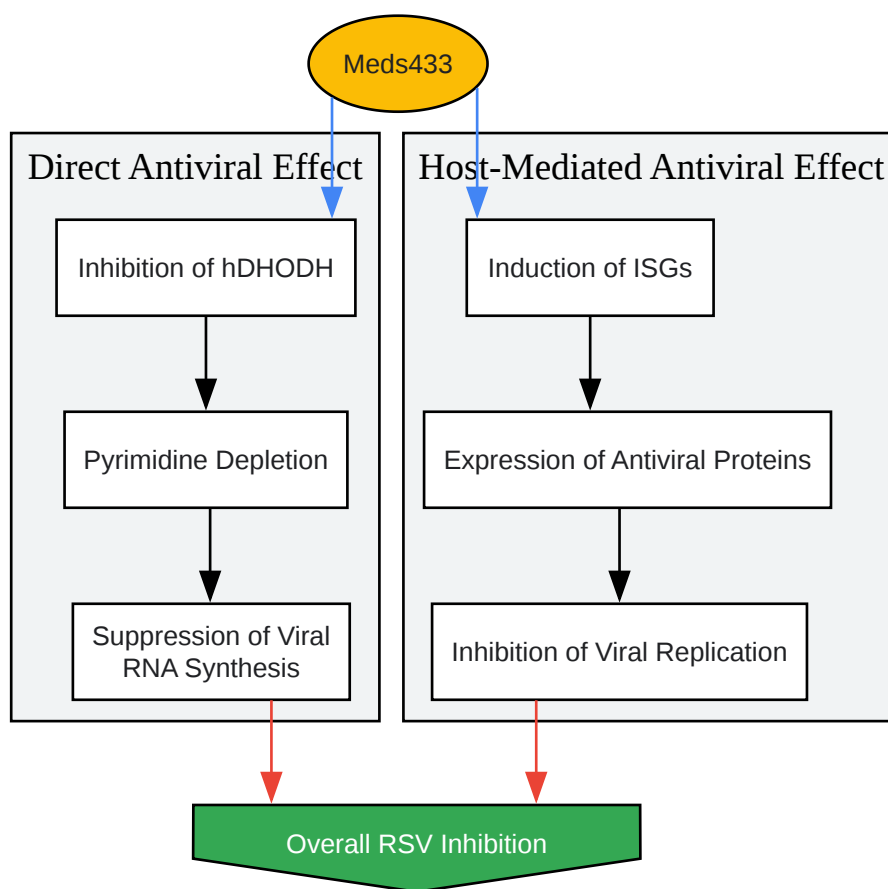 Meds433
Direct Antiviral Effect
Inhibition of hDHODH
Pyrimidine Depletion
Suppression of Viral
RNA Synthesis
Host-Mediated Antiviral Effect
Induction of ISGs
Expression of Antiviral Proteins
Inhibition of Viral Replication
Overall RSV Inhibition